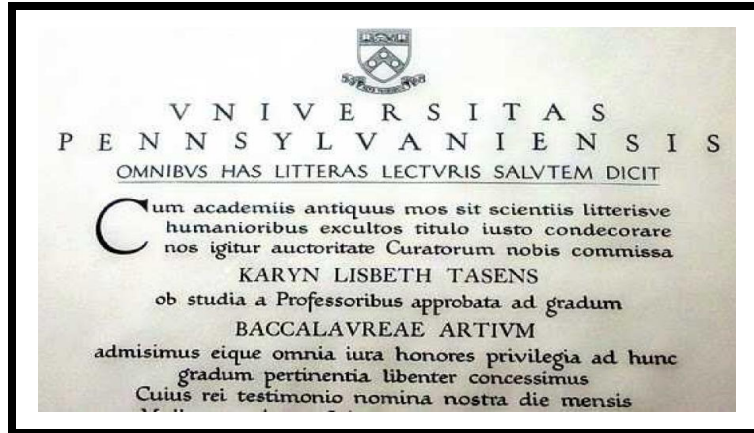 VNIVERSITAS
PENNSYLVANIENSIS
OMNIBVS HAS LITTERAS LECTVRIS SALVTEM DICIT
Cum academiis antiquus mos sit scientiis litterisve
humanioribus excultos titulo iusto condecorare
nos igitur auctoritate Curatorum nobis commissa
KARYN LISBETH TASENS
ob studia a Professoribus approbata ad gradum
BACCALAVREAE ARTIVM
admisimus eique omnia iura honores privilegia ad hunc
gradum pertinentia libenter concessimus
Cuius rei testimonio nomina nostra die mensis